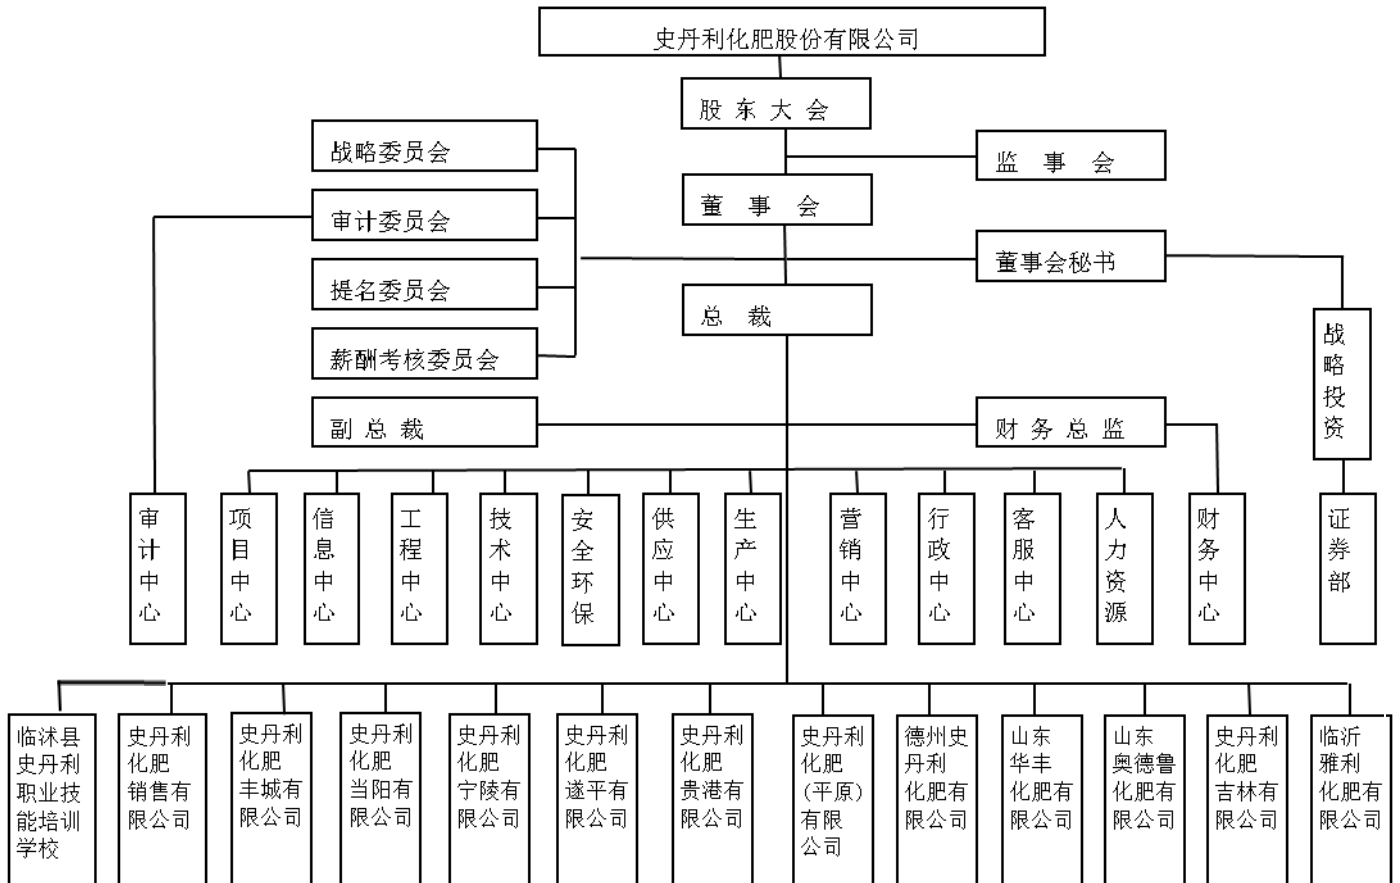 史丹利化肥股份有限公司
股 东 大 会
战略委员会
监 事 会
董 事 会
审计委员会
董事会秘书
提名委员会
总 裁
战略投资
薪酬考核委员会
副 总 裁
财 务 总 监
审计中心
项目中心
信息中心
工程中心
技术中心
安全环保
供应中心
生产中心
营销中心
行政中心
客服中心
人力资源
财务中心
证券部
临沭县
史丹利
职业技
能培训
学校
史丹利
化肥
销售有
限公司
史丹利
化肥
丰城有
限公司
史丹利
化肥
当阳有
限公司
史丹利
化肥
宁陵有
限公司
史丹利
化肥
遂平有
限公司
史丹利
化肥
贵港有
限公司
史丹利
化肥
(平原)
有限
公司
德州史
丹利
化肥有
限公司
山东
华丰
化肥有
限公司
山东
奥德鲁
化肥有
限公司
史丹利
化肥
吉林有
限公司
临沂
雅利
化肥有
限公司